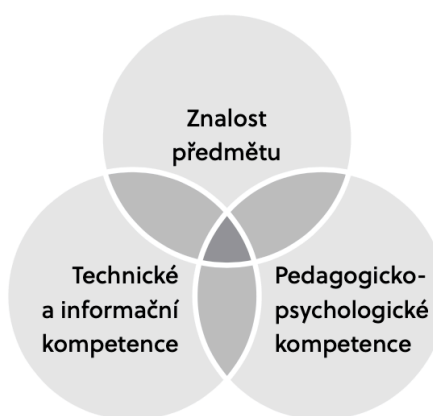 Znalost
předmětu
Technické
a informační
kompetence
Pedagogicko-
psychologické
kompetence